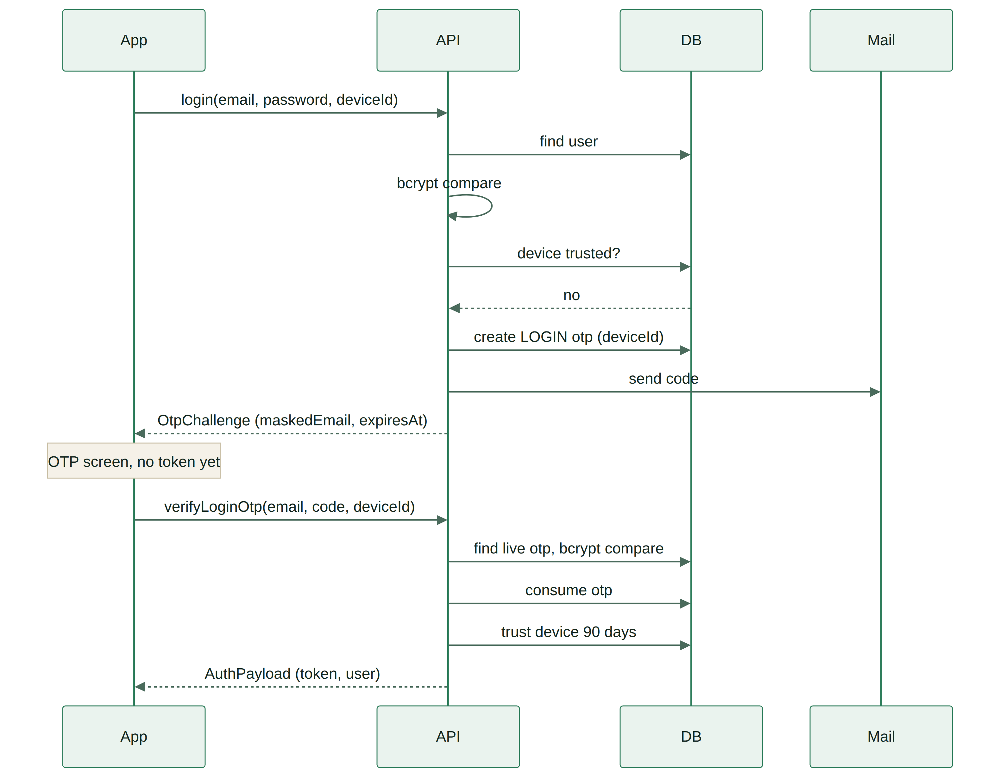 App
API
DB
Mail
login(email, password, deviceId)
find user
bcrypt compare
device trusted?
no
create LOGIN otp (deviceId)
send code
OtpChallenge (maskedEmail, expiresAt)
OTP screen, no token yet
verifyLoginOtp(email, code, deviceId)
find live otp, bcrypt compare
consume otp
trust device 90 days
AuthPayload (token, user)
App
API
DB
Mail